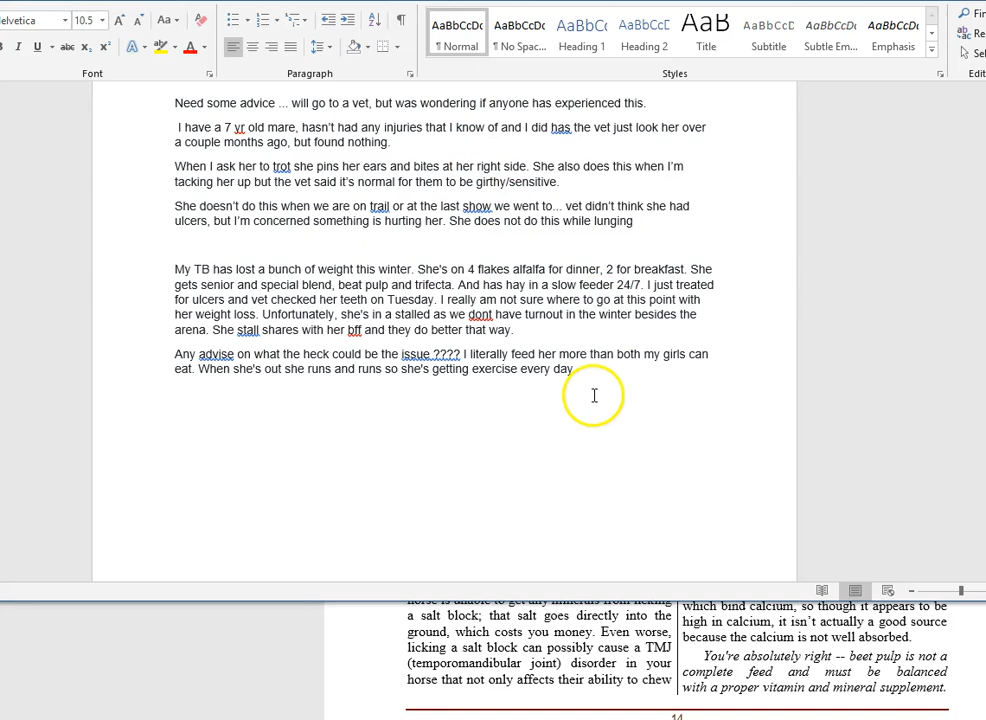 elvetica
10.5
Aa
Find
Font
Paragraph
Styles
AaBbCcDc
¶ Normal
AaBbCcDc
¶ No Spac...
AaBbCc
Heading 1
AaBbCcC
Heading 2
AaB
Title
AaBbCcD
Subtitle
AaBbCcDc
Subtle Em...
AaBbCcDc
Emphasis
Need some advice ... will go to a vet, but was wondering if anyone has experienced this.
I have a 7 yr old mare, hasn't had any injuries that I know of and I did has the vet just look her over
a couple months ago, but found nothing.
When I ask her to trot she pins her ears and bites at her right side. She also does this when I'm
tacking her up but the vet said it's normal for them to be girthy/sensitive.
She doesn't do this when we are on trail or at the last show we went to... vet didn't think she had
ulcers, but I'm concerned something is hurting her. She does not do this while lunging
My TB has lost a bunch of weight this winter. She's on 4 flakes alfalfa for dinner, 2 for breakfast. She
gets senior and special blend, beat pulp and trifecta. And has hay in a slow feeder 24/7. I just treated
for ulcers and vet checked her teeth on Tuesday. I really am not sure where to go at this point with
her weight loss. Unfortunately, she's in a stalled as we dont have turnout in the winter besides the
arena. She stall shares with her bff and they do better that way.
Any advise on what the heck could be the issue ???? I literally feed her more than both my girls can
eat. When she's out she runs and runs so she's getting exercise every day
horse is unable to get any minerals from licking
a salt block; that salt goes directly into the
ground, which costs you money. Even worse,
licking a salt block can possibly cause a TMJ
(temporomandibular joint) disorder in your
horse that not only affects their ability to chew
which bind calcium, so though it appears to be
high in calcium, it isn't actually a good source
because the calcium is not well absorbed.
You're absolutely right -- beet pulp is not a
complete feed and must be balanced
with a proper vitamin and mineral supplement.
14